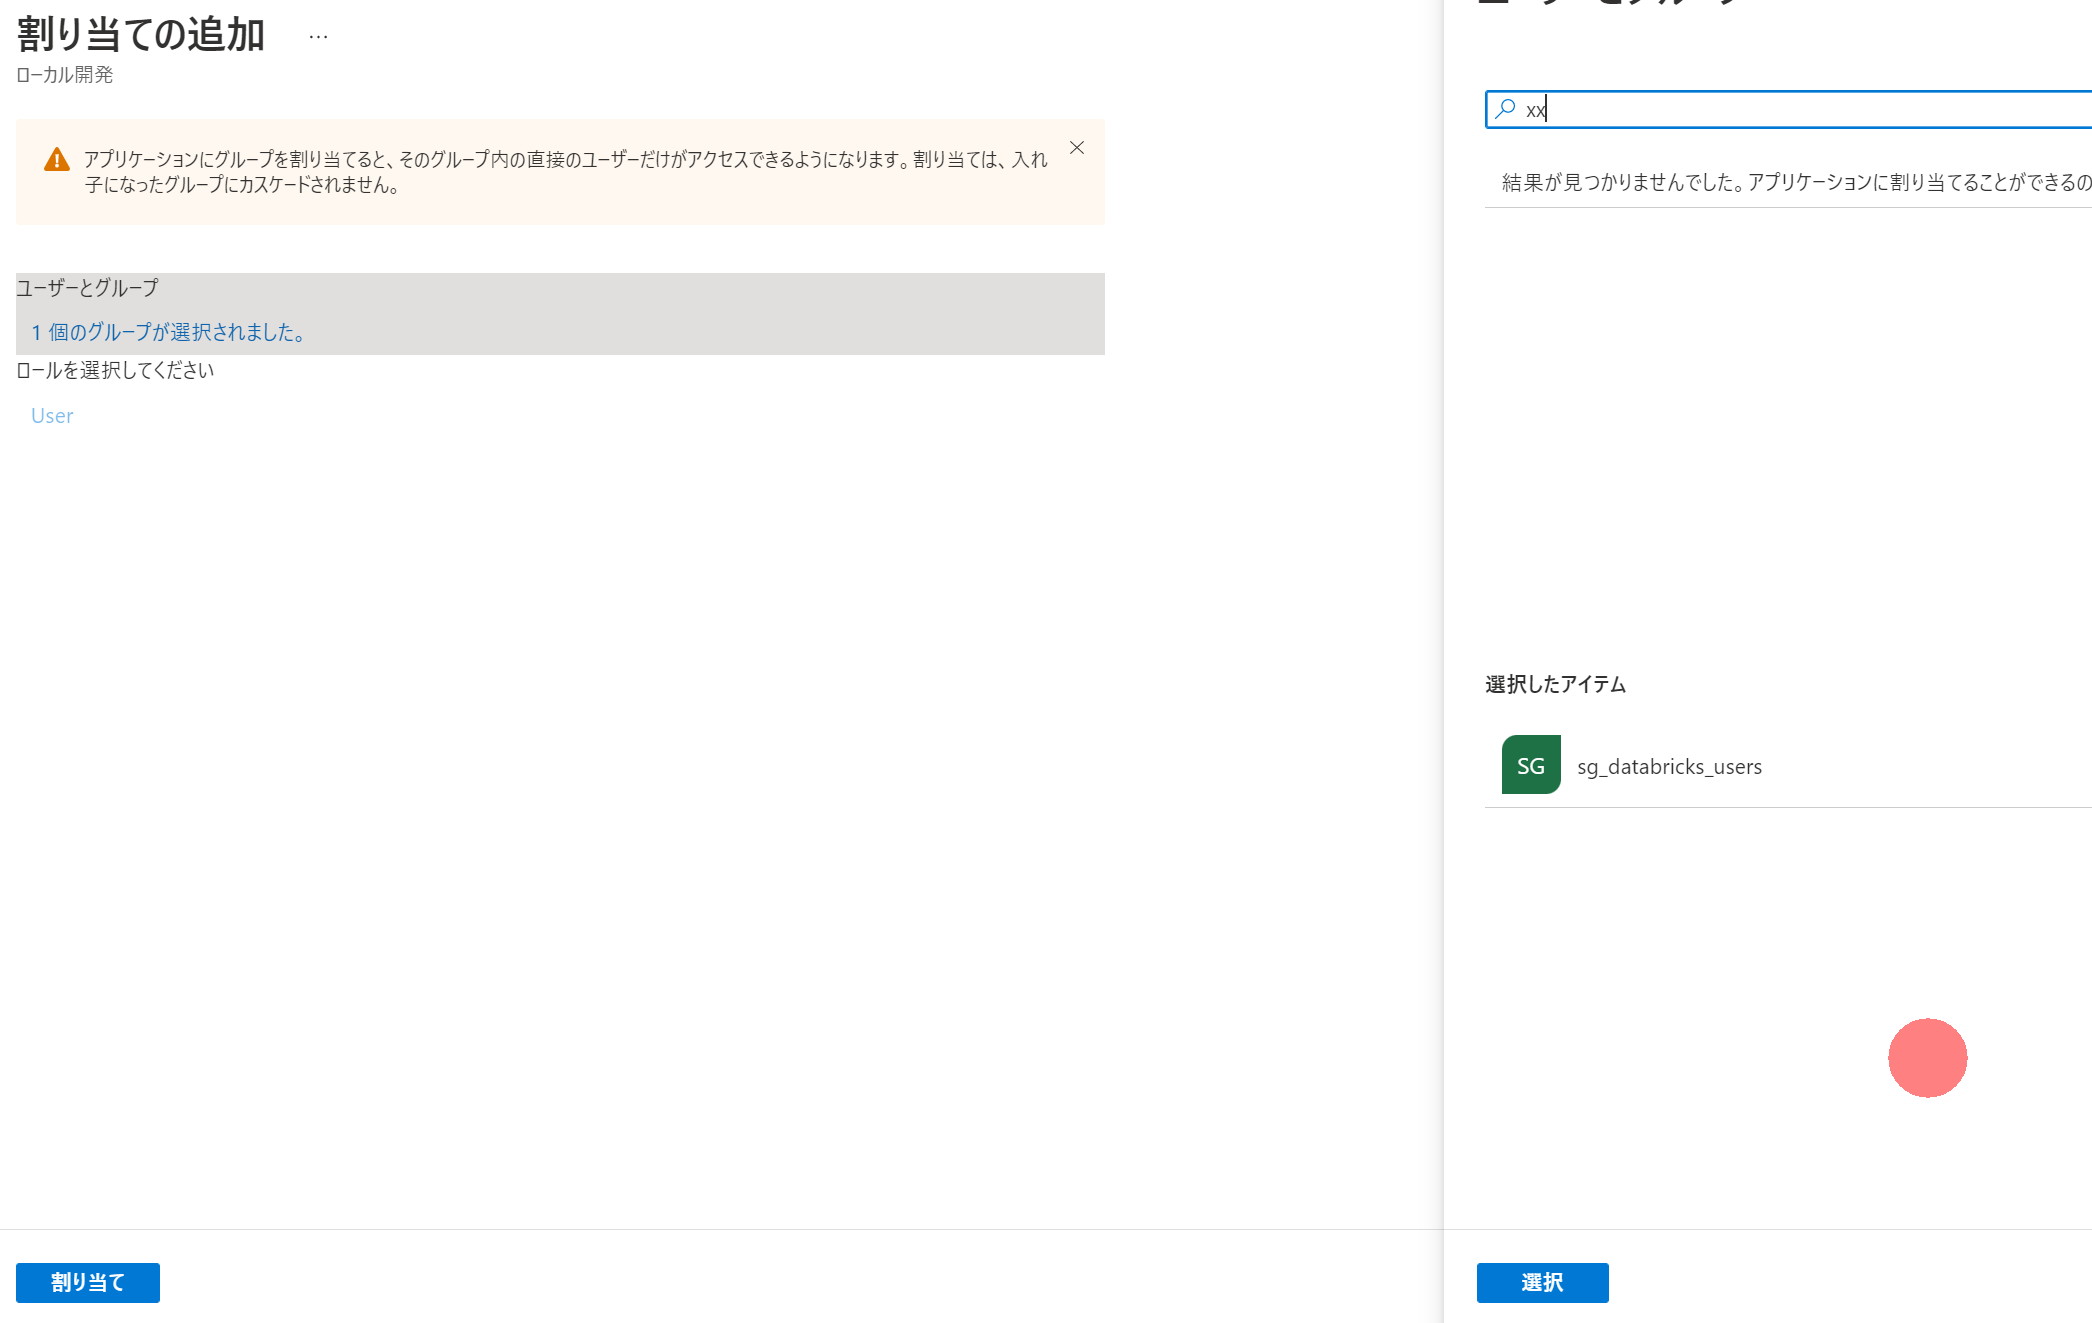 割り当ての追加 …
ローカル開発
アプリケーションにグループを割り当てると、そのグループ内の直接のユーザーだけがアクセスできるようになります。割り当ては、入れ
子になったグループにカスケードされません。
ユーザーとグループ
1 個のグループが選択されました。
ロールを選択してください
User
割り当て
xx
結果が見つかりませんでした。アプリケーションに割り当てることができるの
選択したアイテム
SG
sg_databricks_users
選択